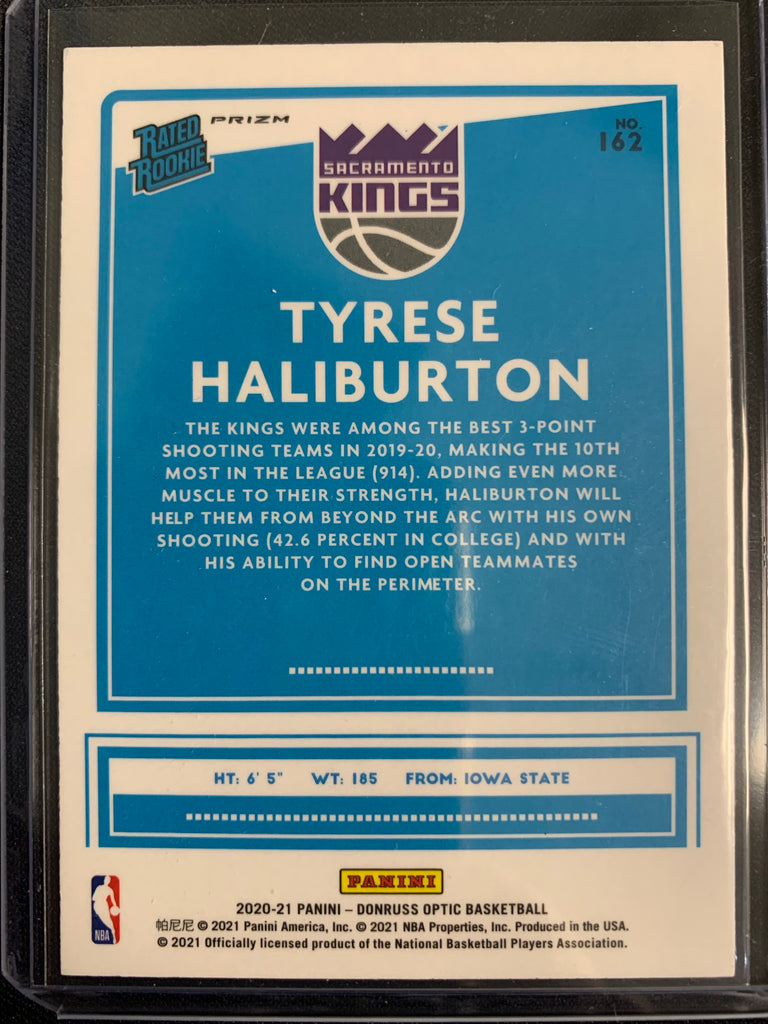 RATED
ROOKIE
PRIZM
NO.
162
SACRAMENTO
KINGS
TYRESE
HALIBURTON
THE KINGS WERE AMONG THE BEST 3-POINT
SHOOTING TEAMS IN 2019-20, MAKING THE 10TH
MOST IN THE LEAGUE (914). ADDING EVEN MORE
MUSCLE TO THEIR STRENGTH, HALIBURTON WILL
HELP THEM FROM BEYOND THE ARC WITH HIS OWN
SHOOTING (42.6 PERCENT IN COLLEGE) AND WITH
HIS ABILITY TO FIND OPEN TEAMMATES
ON THE PERIMETER.
HT: 6' 5" WT: 185 FROM: IOWA STATE
PANINI
NBA
2020-21 PANINI – DONRUSS OPTIC BASKETBALL
帕尼尼 © 2021 Panini America, Inc. © 2021 NBA Properties, Inc. Produced in the USA.
© 2021 Officially licensed product of the National Basketball Players Association.